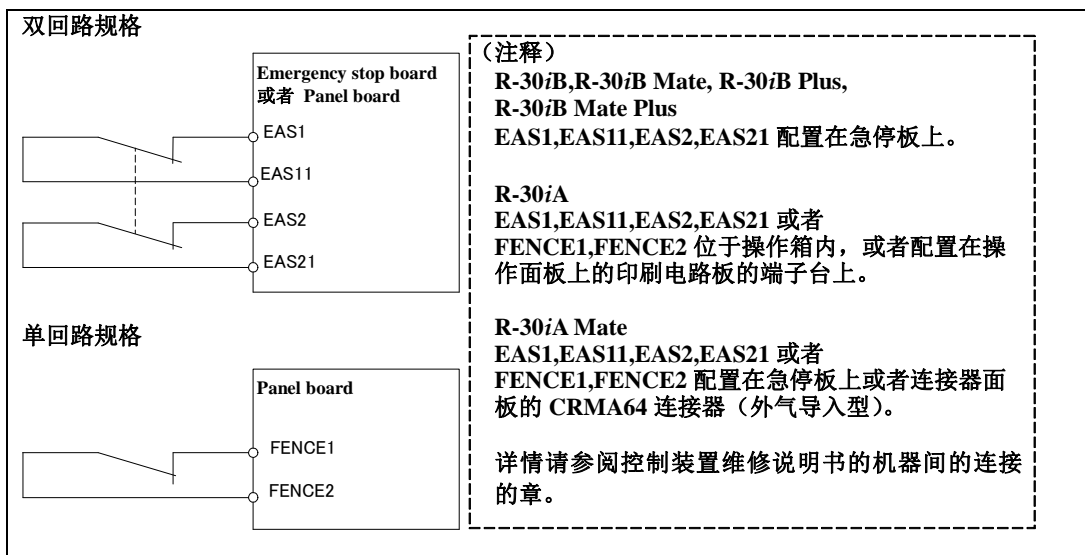 双回路规格
Emergency stop board
或者 Panel board
EAS1
EAS11
EAS2
EAS21
单回路规格
Panel board
FENCE1
FENCE2
（注释）
R-30iB,R-30iB Mate, R-30iB Plus,
R-30iB Mate Plus
EAS1,EAS11,EAS2,EAS21 配置在急停板上。
R-30iA
EAS1,EAS11,EAS2,EAS21 或者
FENCE1,FENCE2 位于操作箱内，或者配置在操
作面板上的印刷电路板的端子台上。
R-30iA Mate
EAS1,EAS11,EAS2,EAS21 或者
FENCE1,FENCE2 配置在急停板上或者连接器面
板的 CRMA64 连接器（外气导入型）。
详情请参阅控制装置维修说明书的机器间的连接
的章。